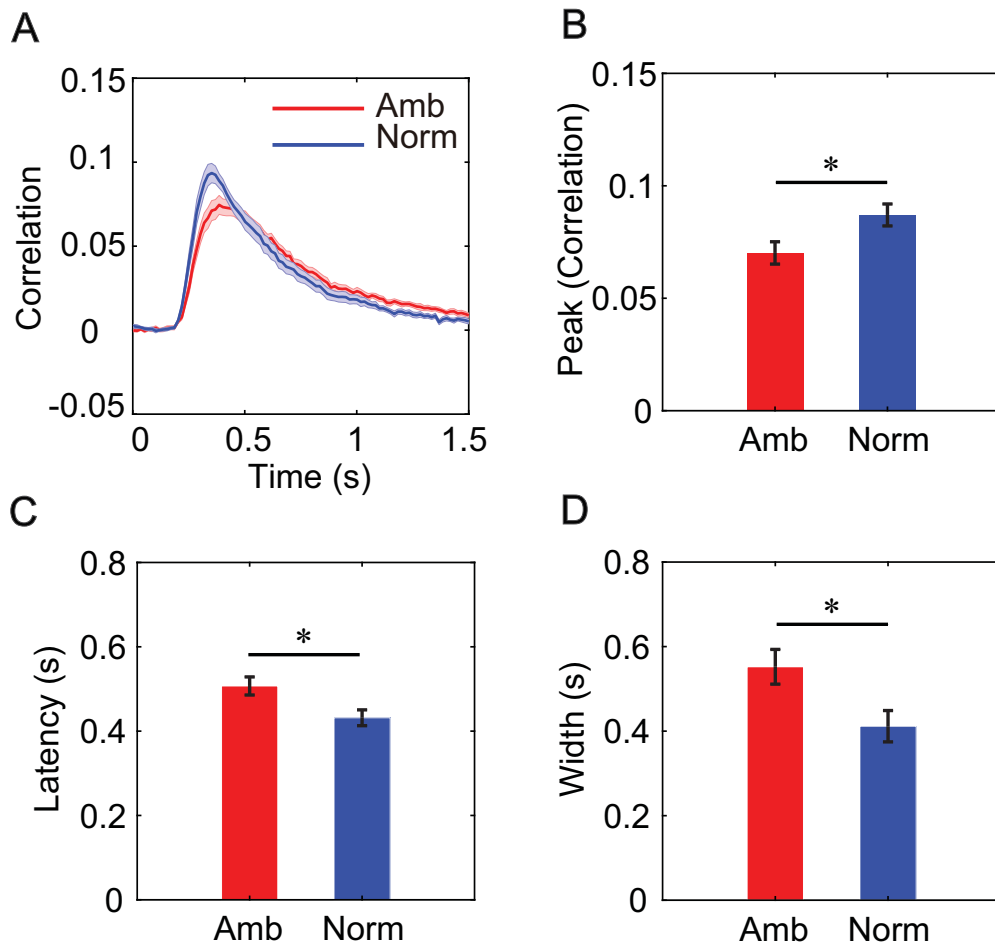 A
0.15
0.1
0.05
0
-0.05
Correlation
Amb
Norm
0
0.5
1
1.5
Time (s)
B
0.15
0.1
0.05
0
Peak (Correlation)
*
Amb
Norm
C
0.8
0.6
0.4
0.2
0
Latency (s)
*
Amb
Norm
D
0.8
0.6
0.4
0.2
0
Width (s)
*
Amb
Norm